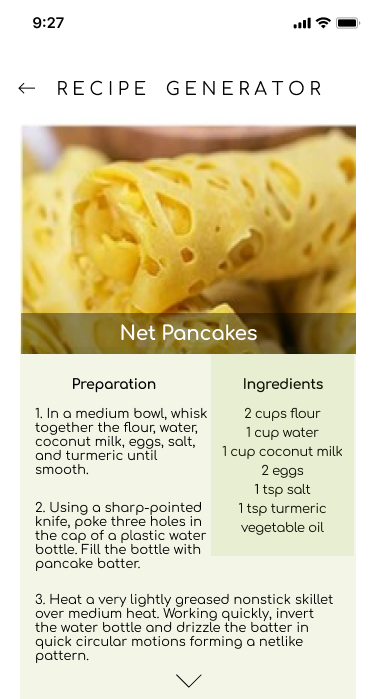 9:27
RECIPE GENERATOR
Net Pancakes
Preparation
1. In a medium bowl, whisk
together the flour, water,
coconut milk, eggs, salt,
and turmeric until
smooth.
2. Using a sharp-pointed
knife, poke three holes in
the cap of a plastic water
bottle. Fill the bottle with
pancake batter.
3. Heat a very lightly greased nonstick skillet
over medium heat. Working quickly, invert
the water bottle and drizzle the batter in
quick circular motions forming a netlike
pattern.
Ingredients
2 cups flour
1 cup water
1 cup coconut milk
2 eggs
1 tsp salt
1 tsp turmeric
vegetable oil